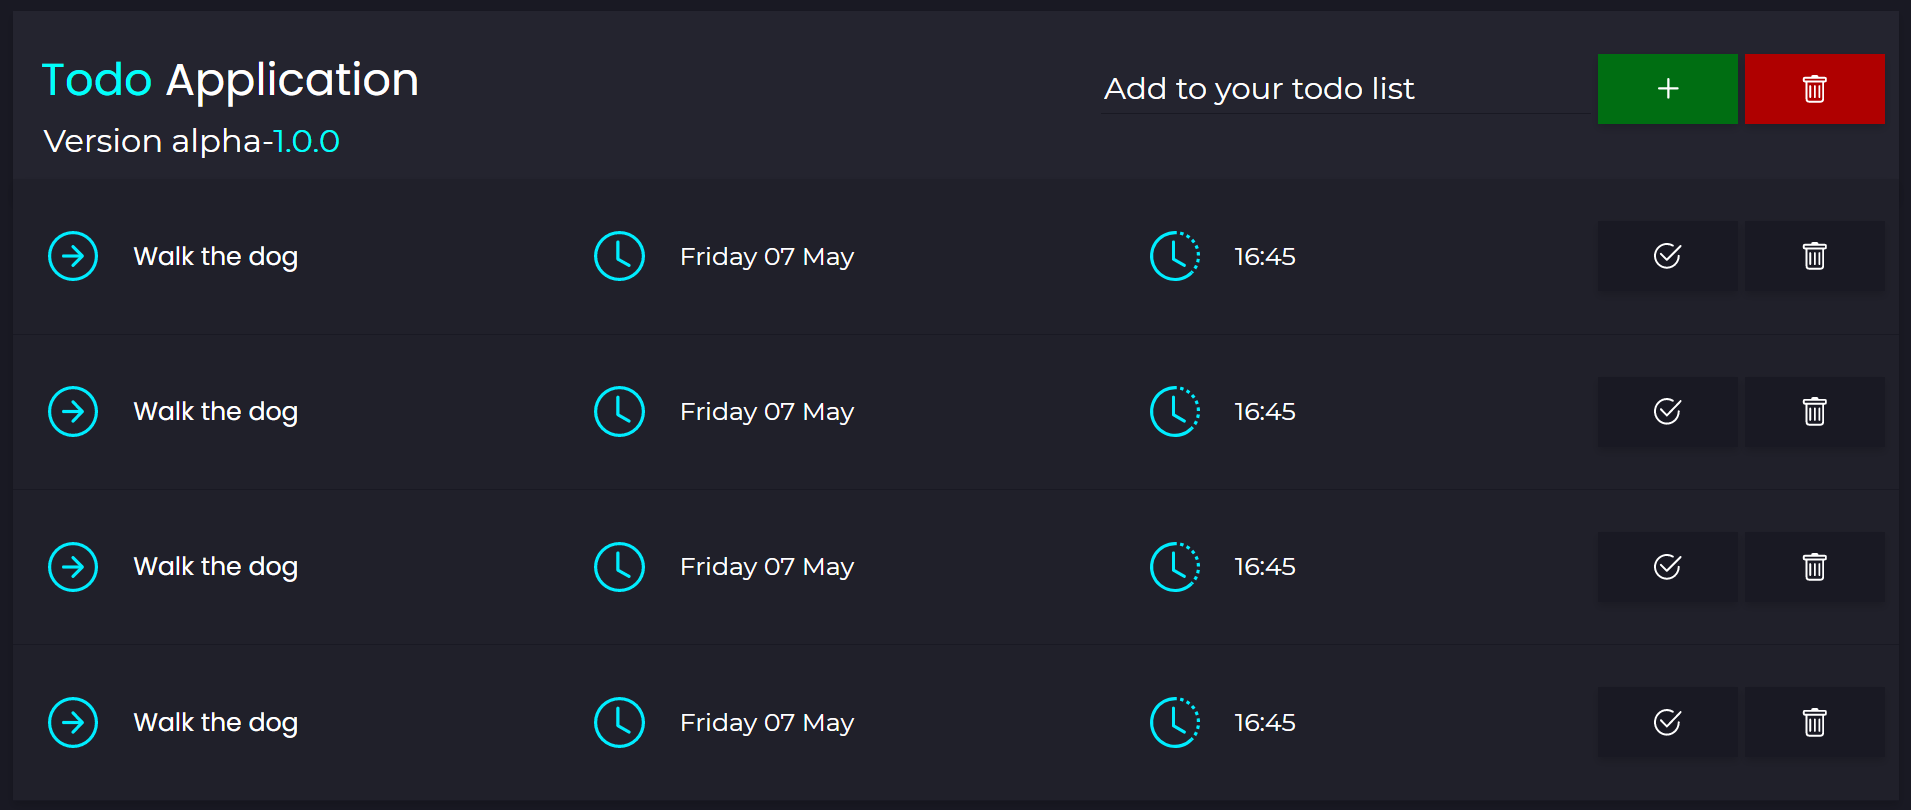 Todo Application
Version alpha-1.0.0
Add to your todo list
Walk the dog Friday 07 May 16:45
Walk the dog Friday 07 May 16:45
Walk the dog Friday 07 May 16:45
Walk the dog Friday 07 May 16:45